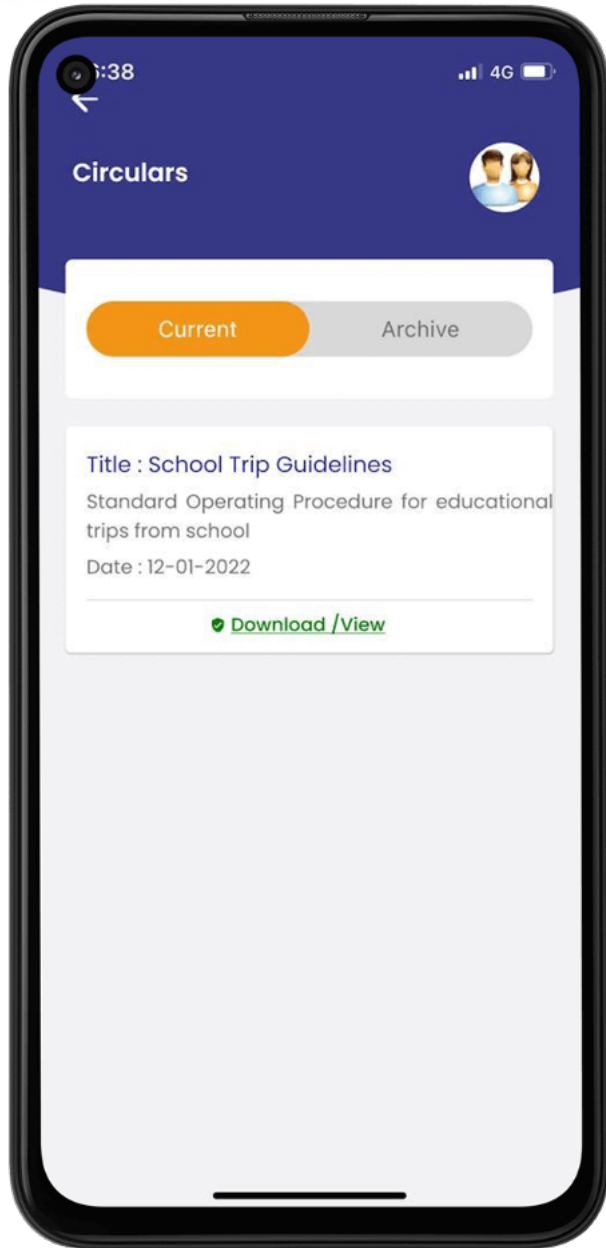 :38 4G
Circulars
Current Archive
Title : School Trip Guidelines
Standard Operating Procedure for educational
trips from school
Date : 12-01-2022
Download /View